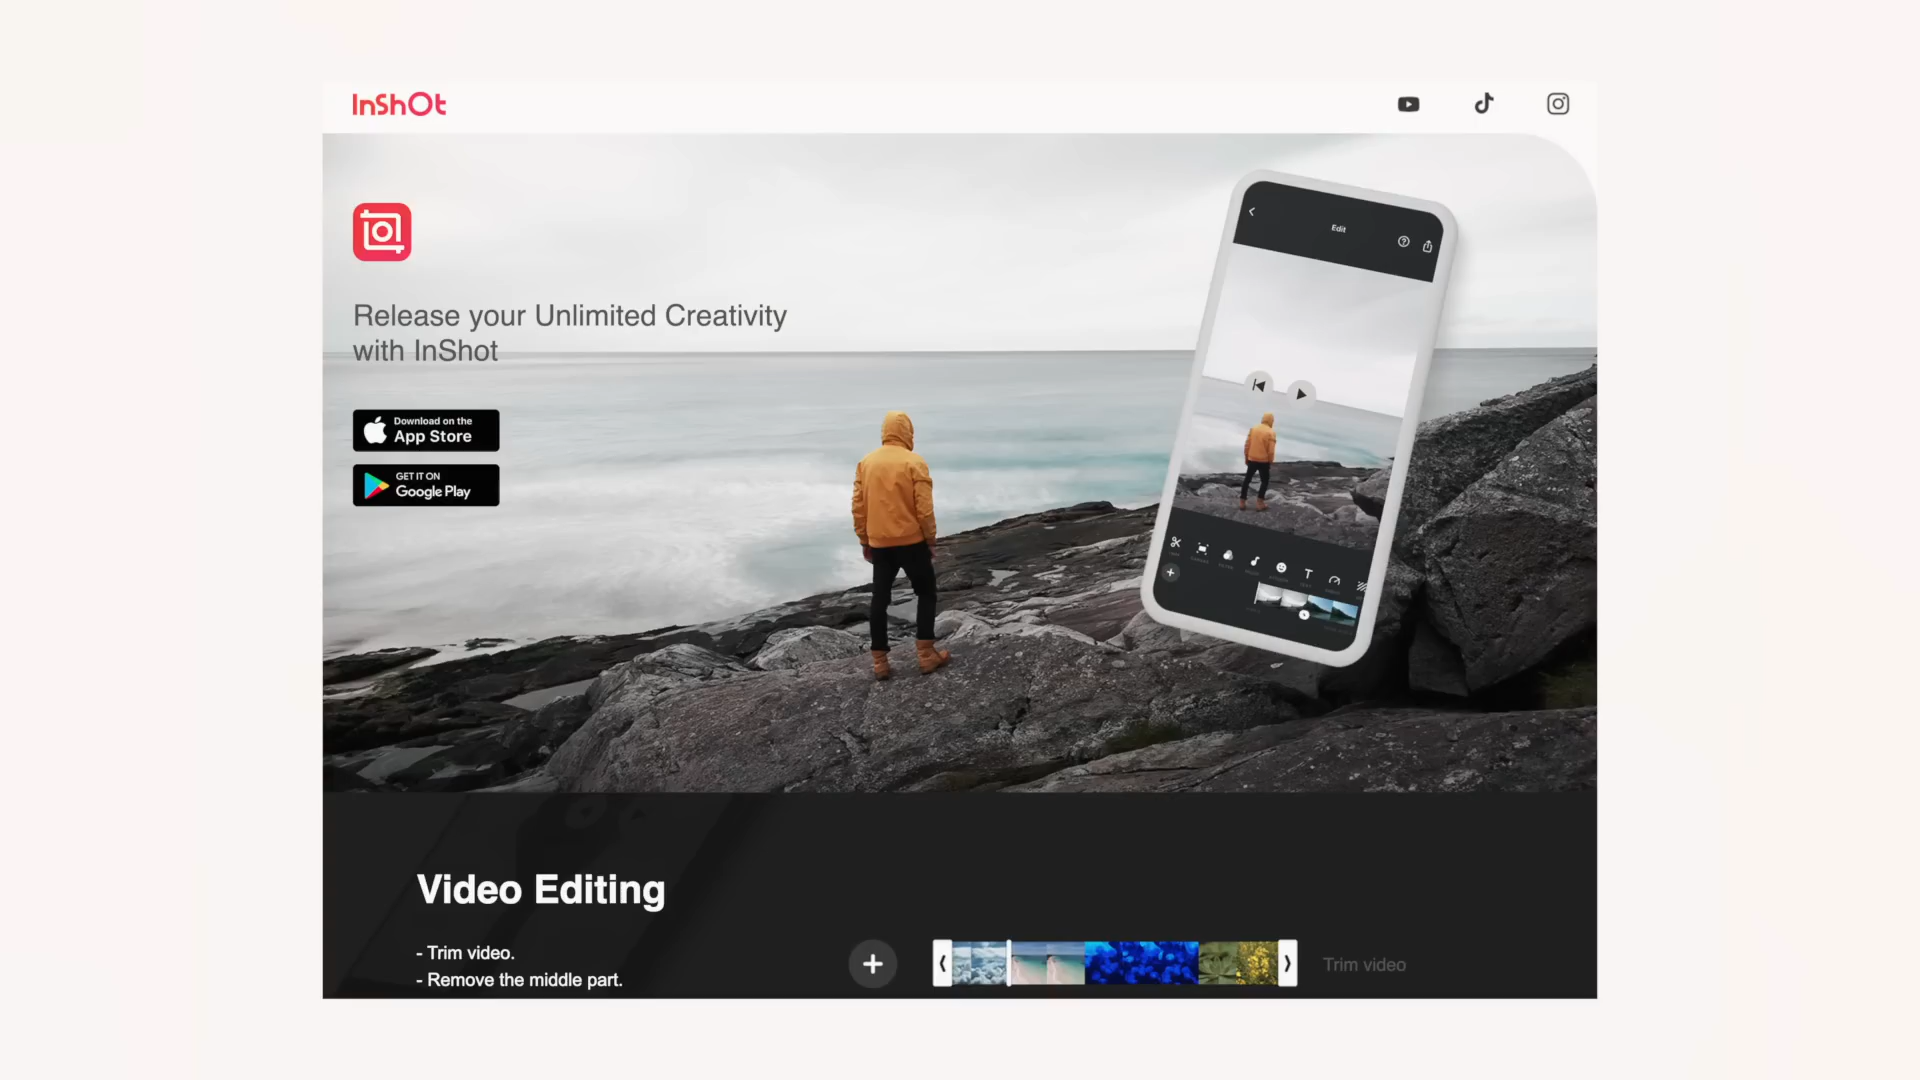 InShOt
Release your Unlimited Creativity
with InShot
Download on the
App Store
GET IT ON
Google Play
Edit
T
Video Editing
- Trim video.
- Remove the middle part.
Trim video